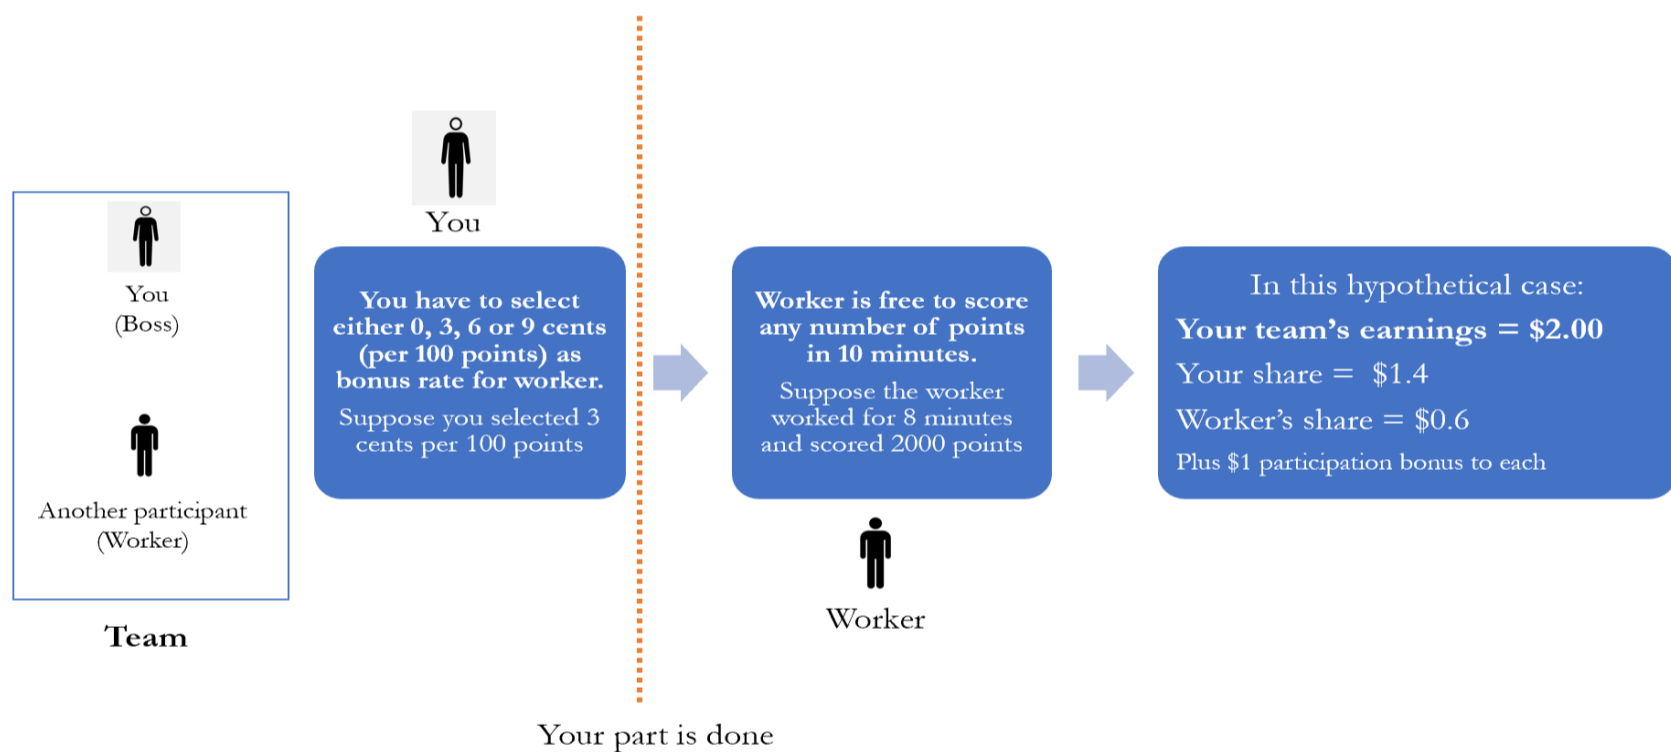 You
(Boss)
Another participant
(Worker)
Team
You
You have to select
either 0, 3, 6 or 9 cents
(per 100 points) as
bonus rate for worker.
Suppose you selected 3
cents per 100 points
Your part is done
Worker is free to score
any number of points
in 10 minutes.
Suppose the worker
worked for 8 minutes
and scored 2000 points
Worker
In this hypothetical case:
Your team’s earnings = $2.00
Your share =  $1.4
Worker’s share = $0.6
Plus $1 participation bonus to each